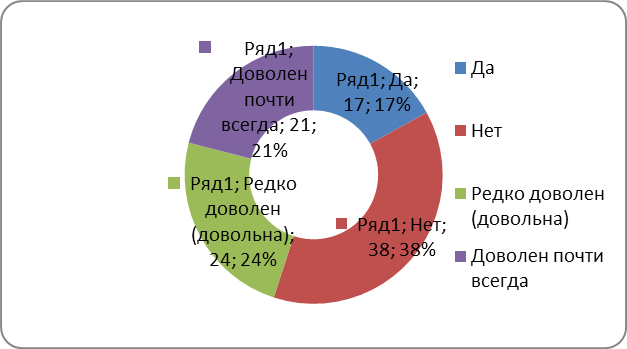 Ряд1;
Доволен
почти
всегда; 21;
21%
Ряд1; Да;
17; 17%
Ряд1; Редко
доволен
(довольна);
24; 24%
Ряд1; Нет;
38; 38%
Да
Нет
Редко доволен
(довольна)
Доволен почти
всегда